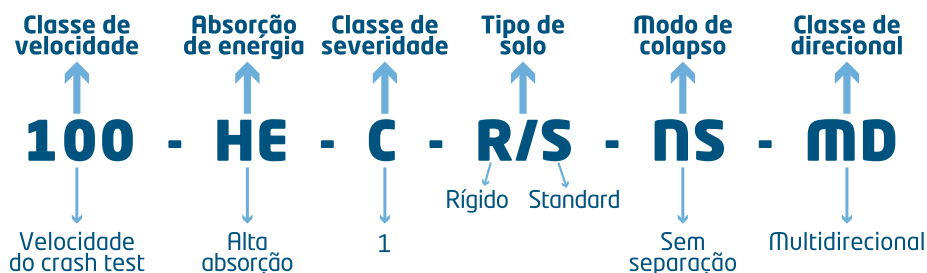 Classe de velocidade
Absorção de energia
Classe de severidade
Tipo de solo
Modo de colapso
Classe de direcional
100 - HE - C - R/S - NS - MD
Velocidade do crash test
Alta absorção
1
Rígido
Standard
Sem separação
Multidirecional